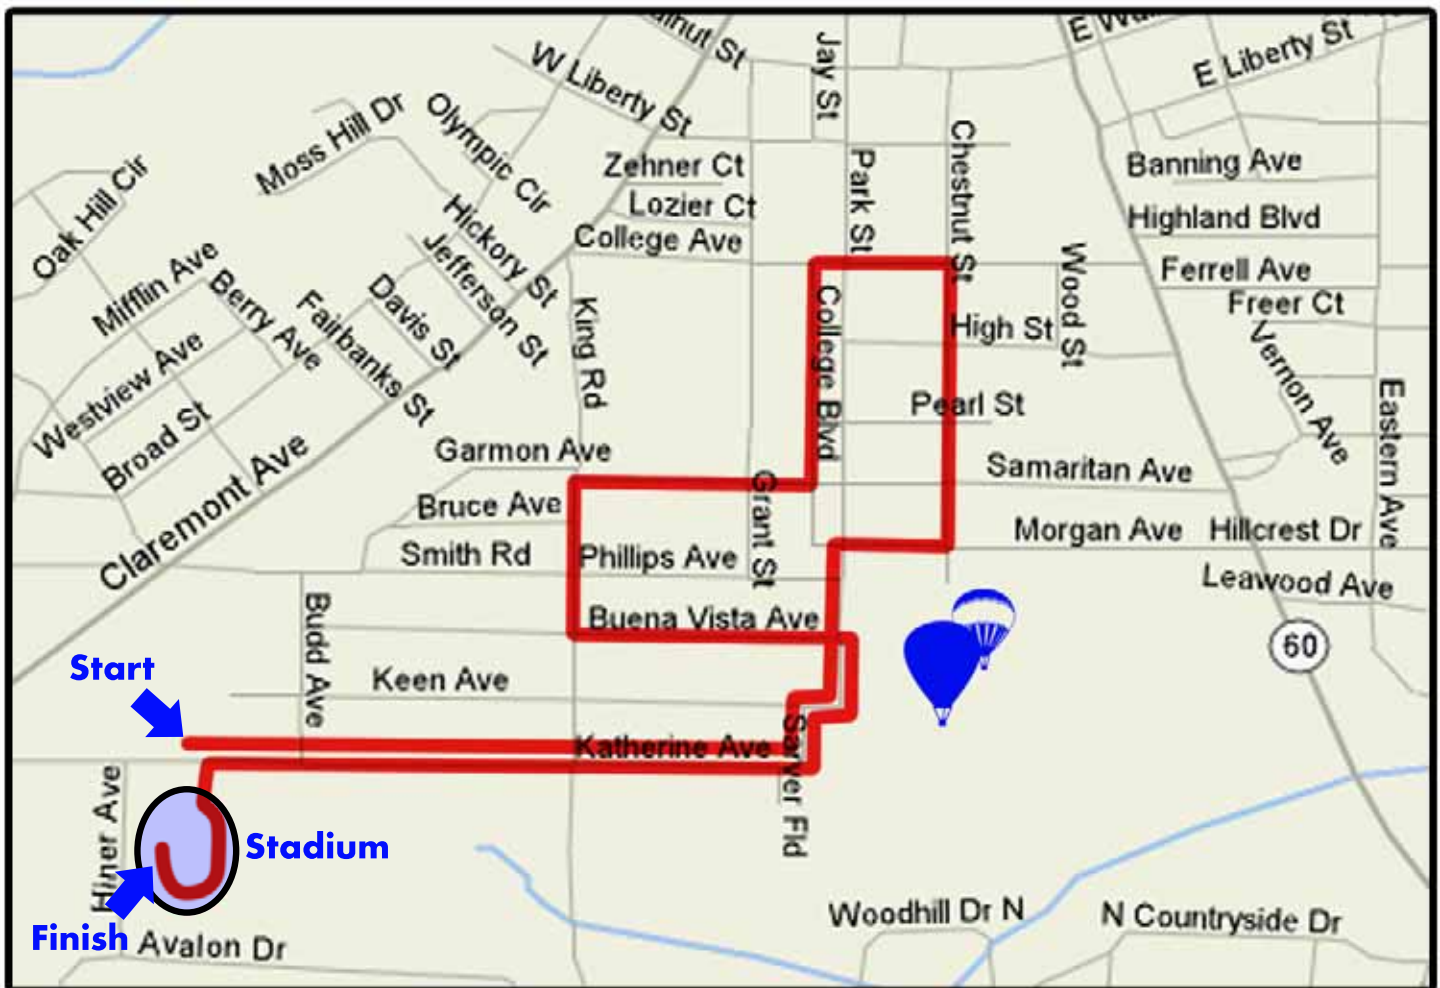 W Liberty St
Jay St
E Liberty St
Moss Hill Dr
Olympic Cir
Oak Hill Cir
Zehner Ct
Park St
Chestnut St
Banning Ave
Lozier Ct
College Ave
Highland Blvd
Hickory St
Jefferson St
Mifflin Ave
Berry Ave
Fairbanks St
Davis St
Wood St
Ferrell Ave
Freer Ct
King Rd
College Blvd
High St
Vernon Ave
Westview Ave
Broad St
Pearl St
Eastern Ave
Claremont Ave
Garmon Ave
Samaritan Ave
Bruce Ave
Grant St
Morgan Ave
Hillcrest Dr
Smith Rd
Phillips Ave
Leawood Ave
Budd Ave
Buena Vista Ave
60
Start
Keen Ave
Katherine Ave
Sarver Fld
Hiner Ave
Stadium
Finish
Avalon Dr
Woodhill Dr N
N Countryside Dr